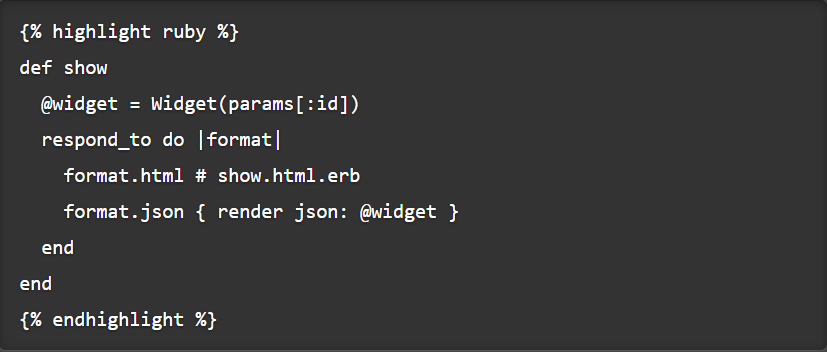 {% highlight ruby %}
def show
  @widget = Widget(params[:id])
  respond_to do |format|
    format.html # show.html.erb
    format.json { render json: @widget }
  end
end
{% endhighlight %}